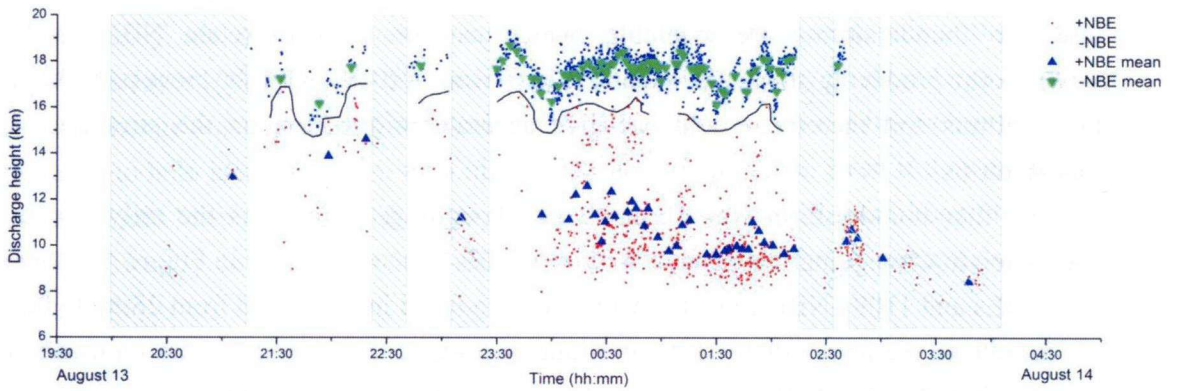 20
18
16
14
12
10
8
6
Discharge height (km)
+NBE
-NBE
+NBE mean
-NBE mean
19:30 20:30 21:30 22:30 23:30 00:30 01:30 02:30 03:30 04:30
August 13 Time (hh:mm) August 14